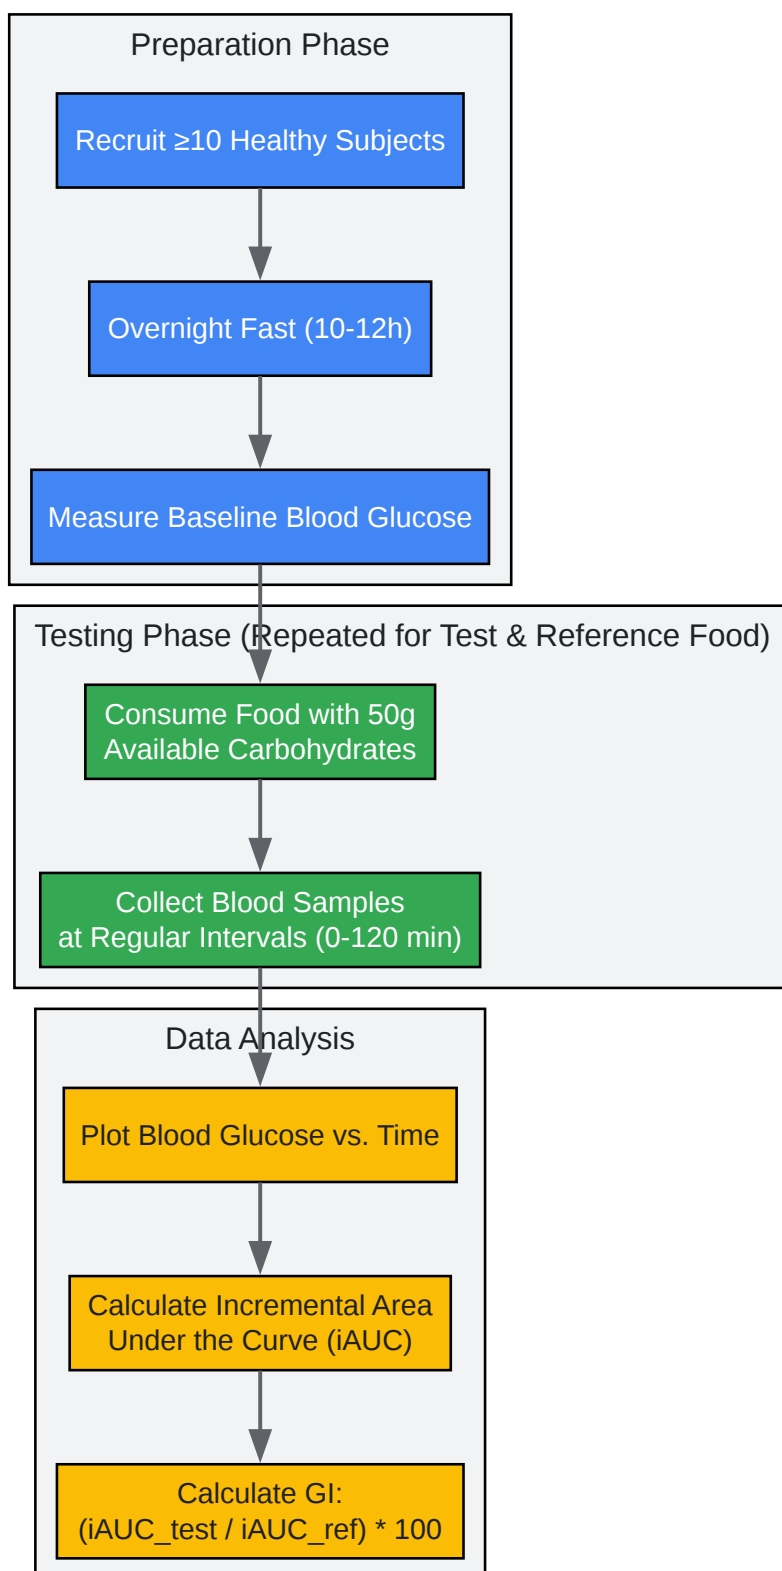 Preparation Phase
Recruit ≥10 Healthy Subjects
Overnight Fast (10-12h)
Measure Baseline Blood Glucose
Testing Phase (Repeated for Test & Reference Food)
Consume Food with 50g
Available Carbohydrates
Collect Blood Samples
at Regular Intervals (0-120 min)
Data Analysis
Plot Blood Glucose vs. Time
Calculate Incremental Area
Under the Curve (iAUC)
Calculate GI:
(iAUC_test / iAUC_ref) * 100